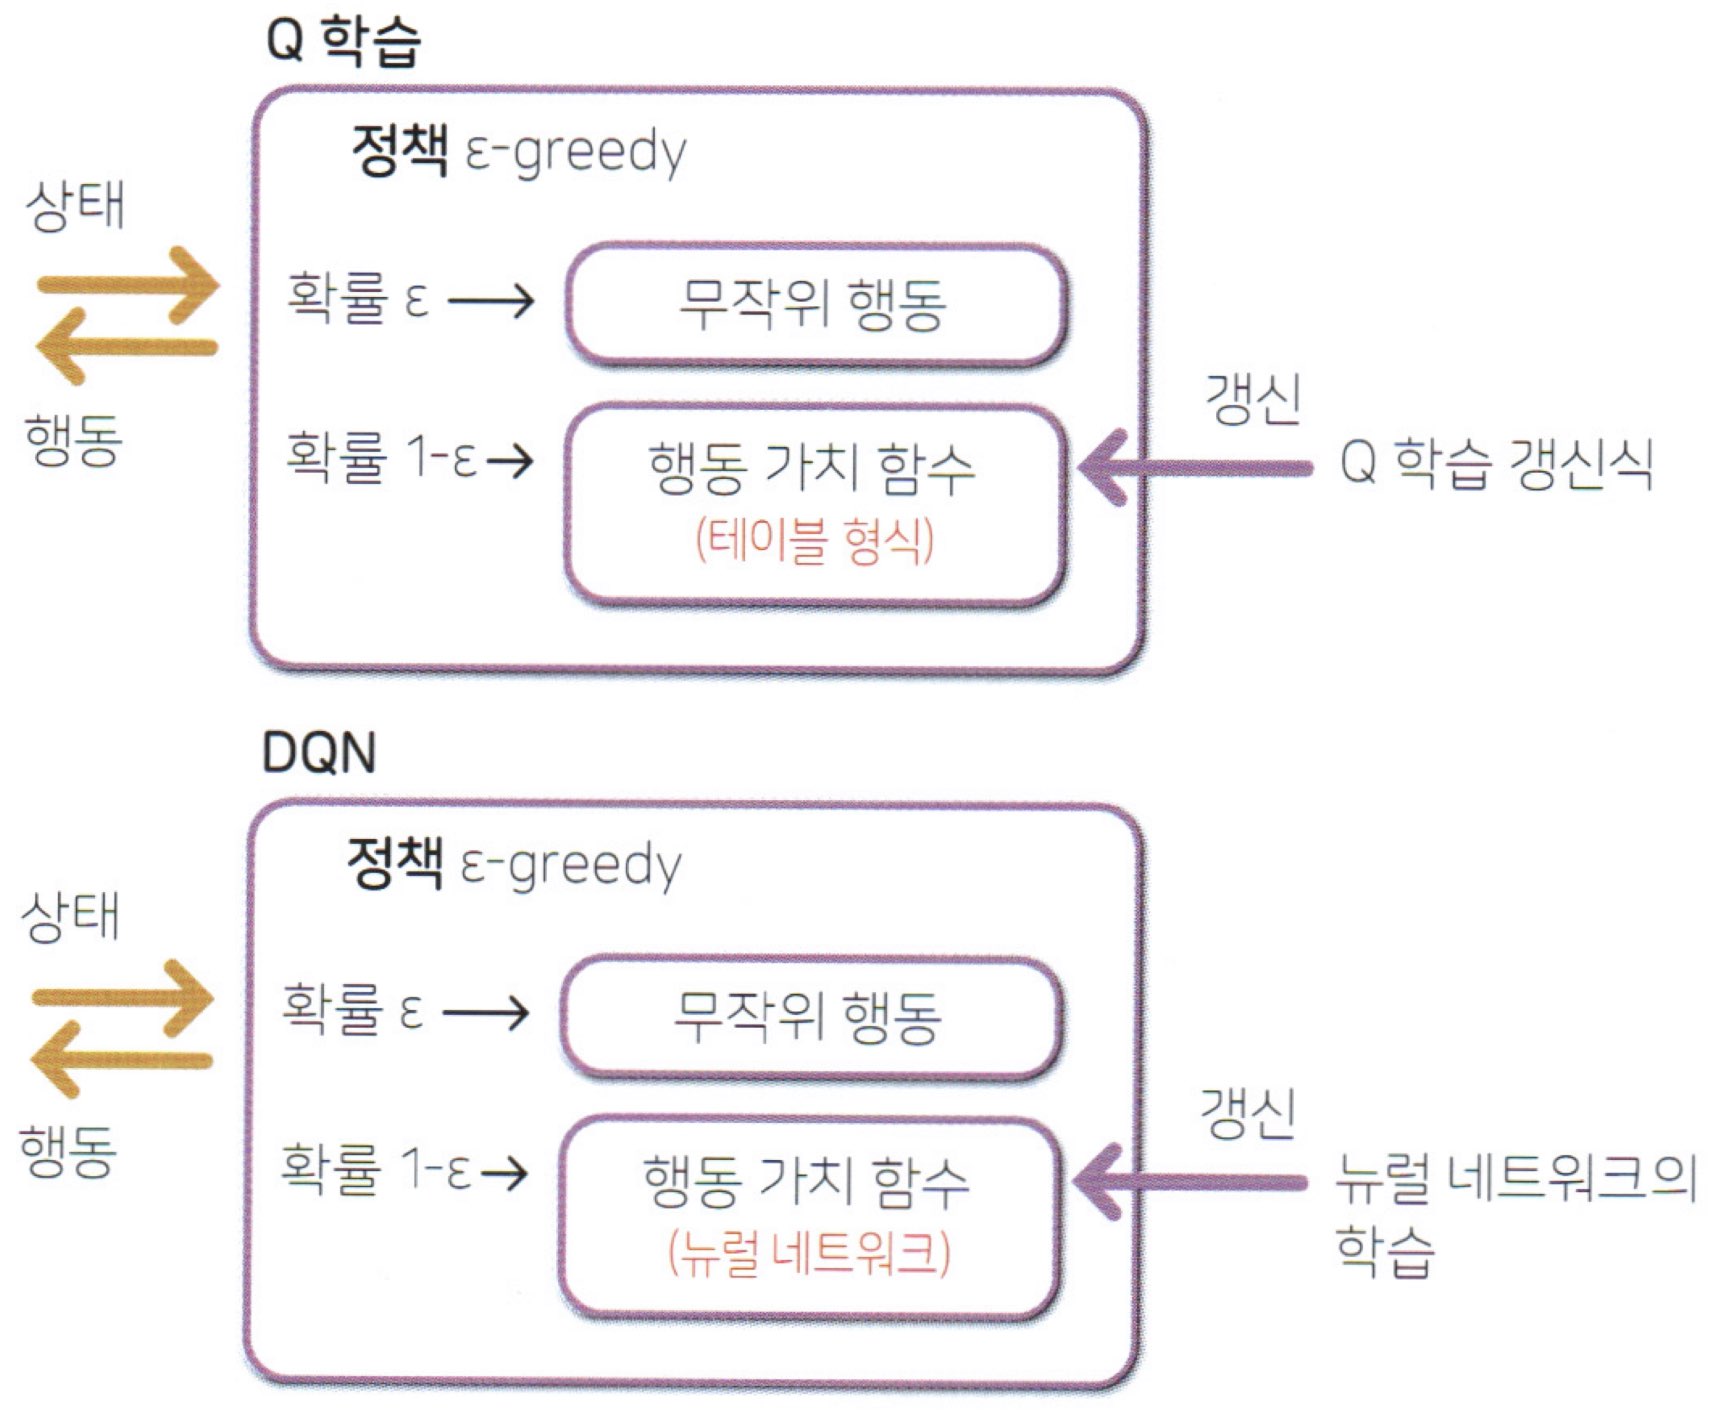 Q 학습
정책 ε-greedy
상태
확률 ε
무작위 행동
행동
확률 1-ε
행동 가치 함수
(테이블 형식)
갱신
Q 학습 갱신식
DQN
정책 ε-greedy
상태
확률 ε
무작위 행동
행동
확률 1-ε
행동 가치 함수
(뉴럴 네트워크)
갱신
뉴럴 네트워크의
학습